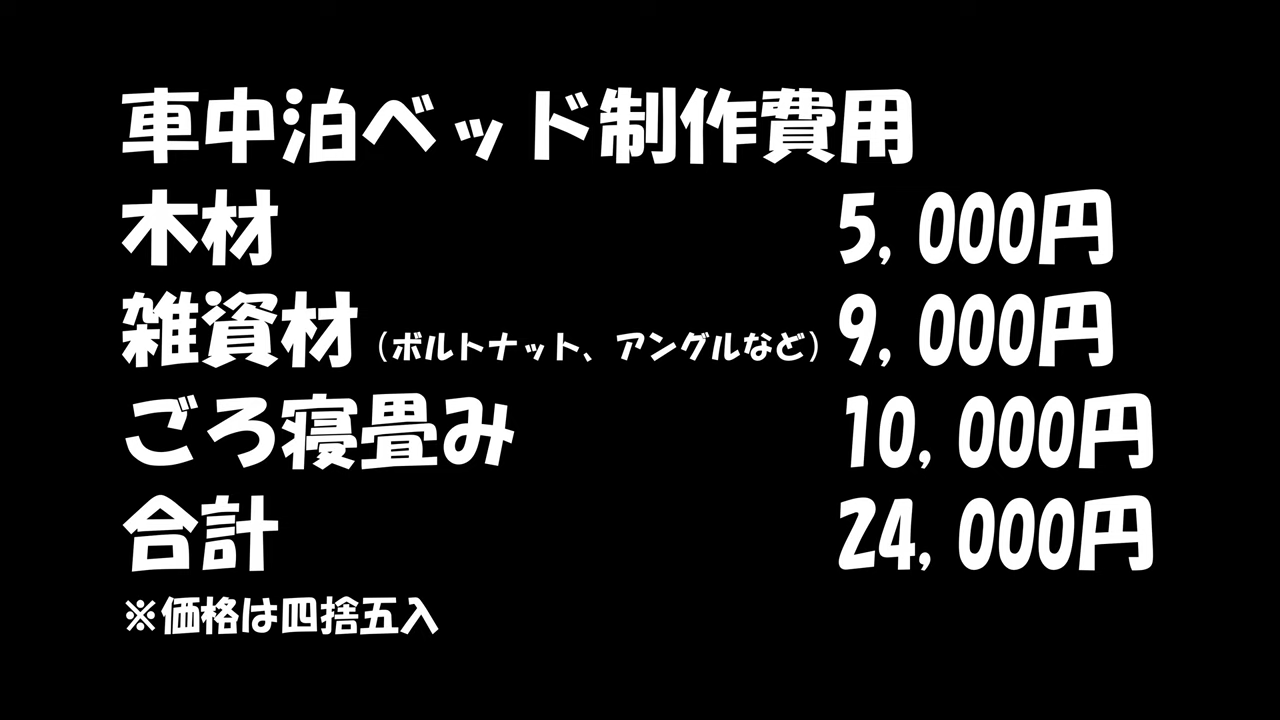 車中泊ベッド制作費用
木材 5,000円
雑資材(ボルトナット、アングルなど) 9,000円
ごろ寝畳み 10,000円
合計 24,000円
※価格は四捨五入